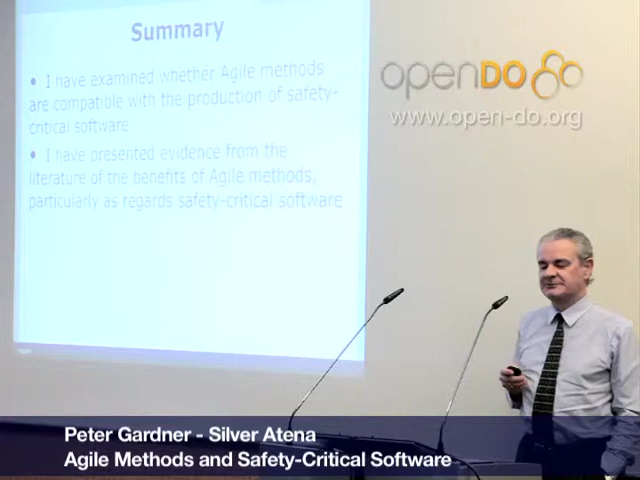 Summary
• I have examined whether Agile methods
are compatible with the production of safety-
critical software
• I have presented evidence from the
literature of the benefits of Agile methods,
particularly as regards safety-critical software
openDO
www.open-do.org
Peter Gardner - Silver Atena
Agile Methods and Safety-Critical Software